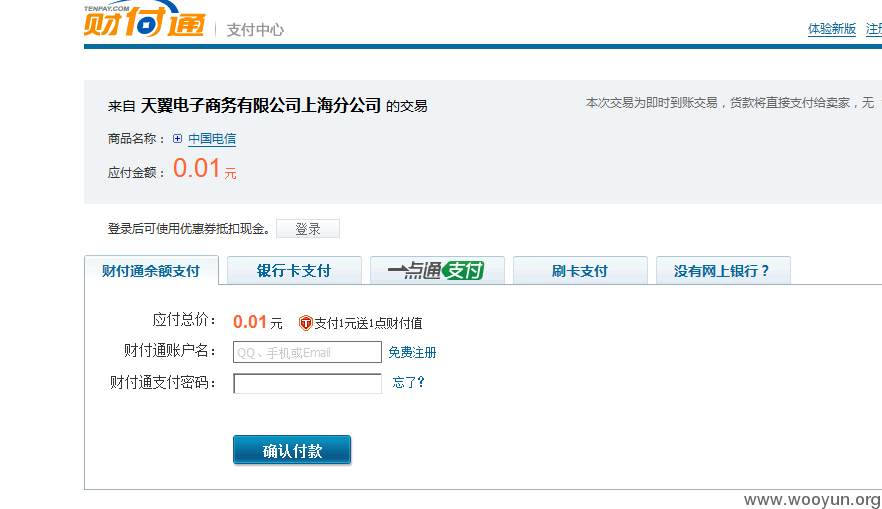 TENPAY.COM
财付通 支付中心
体验新版 注册
来自 天翼电子商务有限公司上海分公司 的交易
本次交易为即时到账交易，货款将直接支付给卖家，无
商品名称： 中国电信
应付金额： 0.01 元
登录后可使用优惠券抵扣现金。 登录
财付通余额支付 银行卡支付 一点通支付 刷卡支付 没有网上银行？
应付总价： 0.01 元 支付1元送1点财付值
财付通账户名： QQ、手机或Email 免费注册
财付通支付密码： 忘了？
确认付款
www.wooyun.org